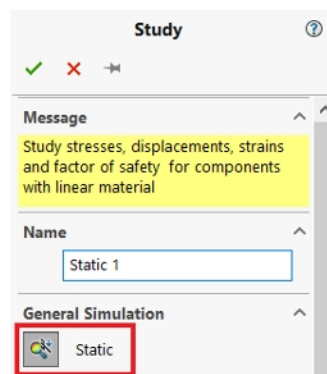 Study
Message
Study stresses, displacements, strains
and factor of safety for components
with linear material
Name
Static 1
General Simulation
Static